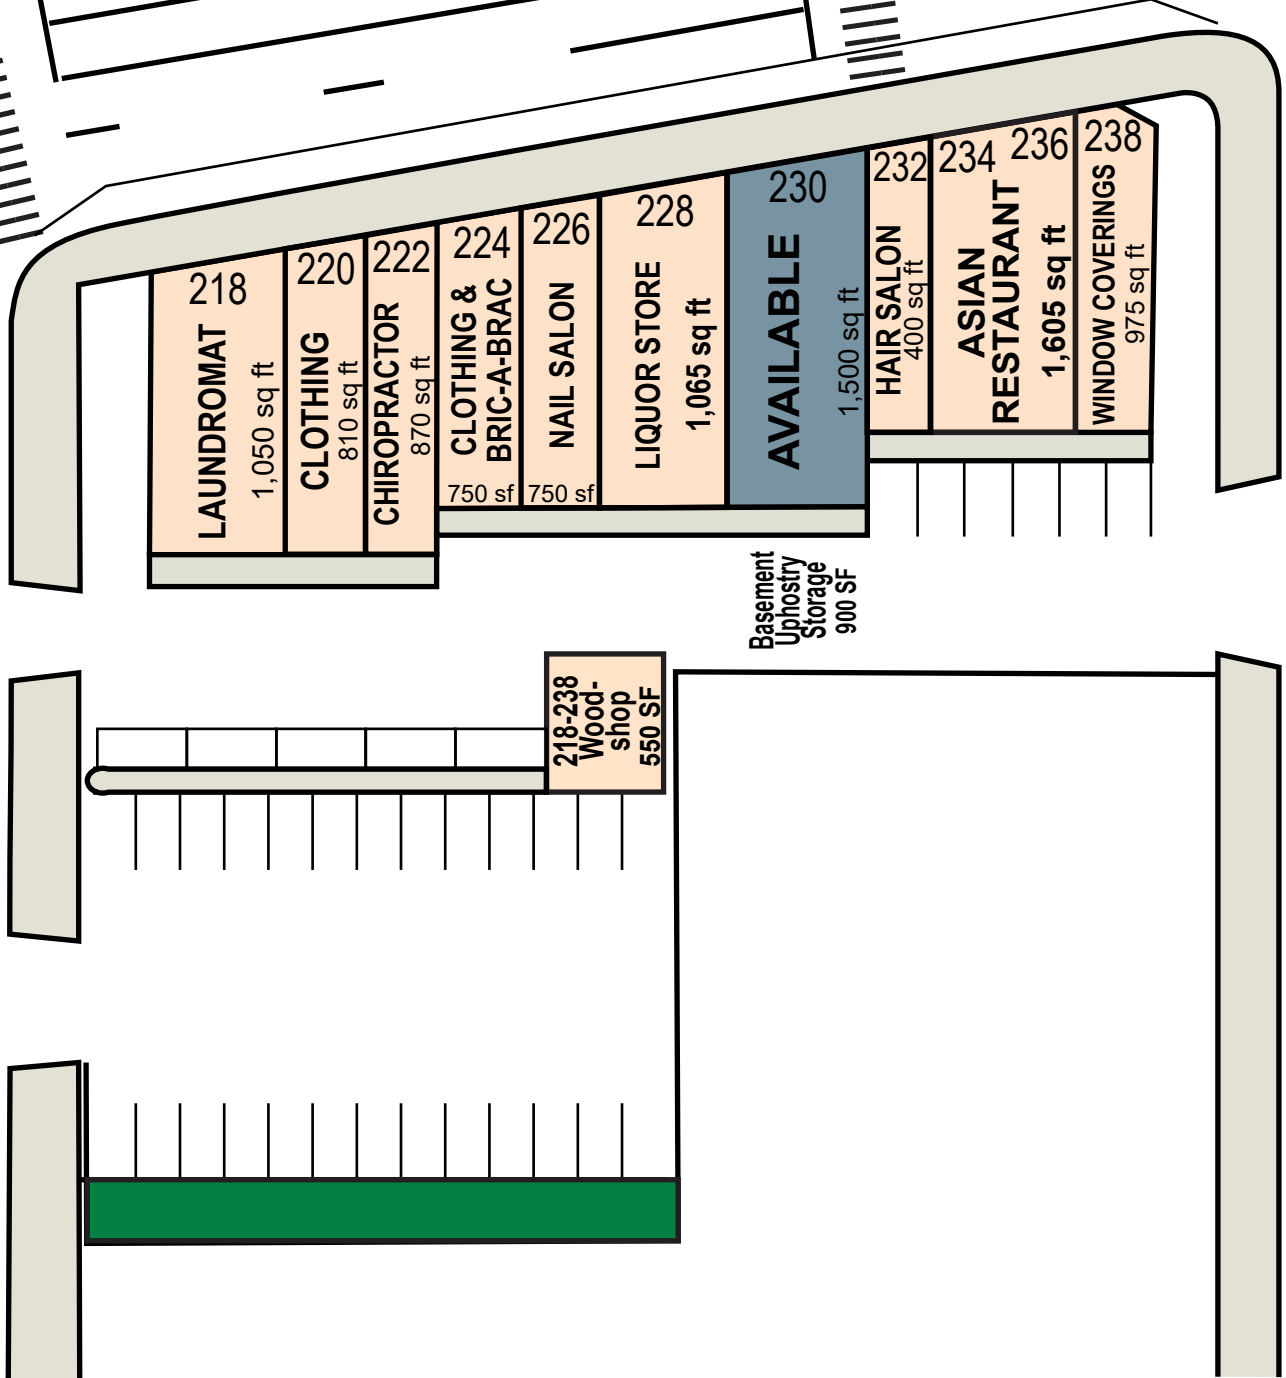 218
LAUNDROMAT
1,050 sq ft
220
CLOTHING
810 sq ft
222
CHIROPRACTOR
870 sq ft
224
CLOTHING &
BRIC-A-BRAC
750 sf
226
NAIL SALON
750 sf
228
LIQUOR STORE
1,065 sq ft
230
AVAILABLE
1,500 sq ft
232
HAIR SALON
400 sq ft
234
236
ASIAN
RESTAURANT
1,605 sq ft
238
WINDOW COVERINGS
975 sq ft
Basement
Uphostry
Storage
900 SF
218-238
Wood-
shop
550 SF